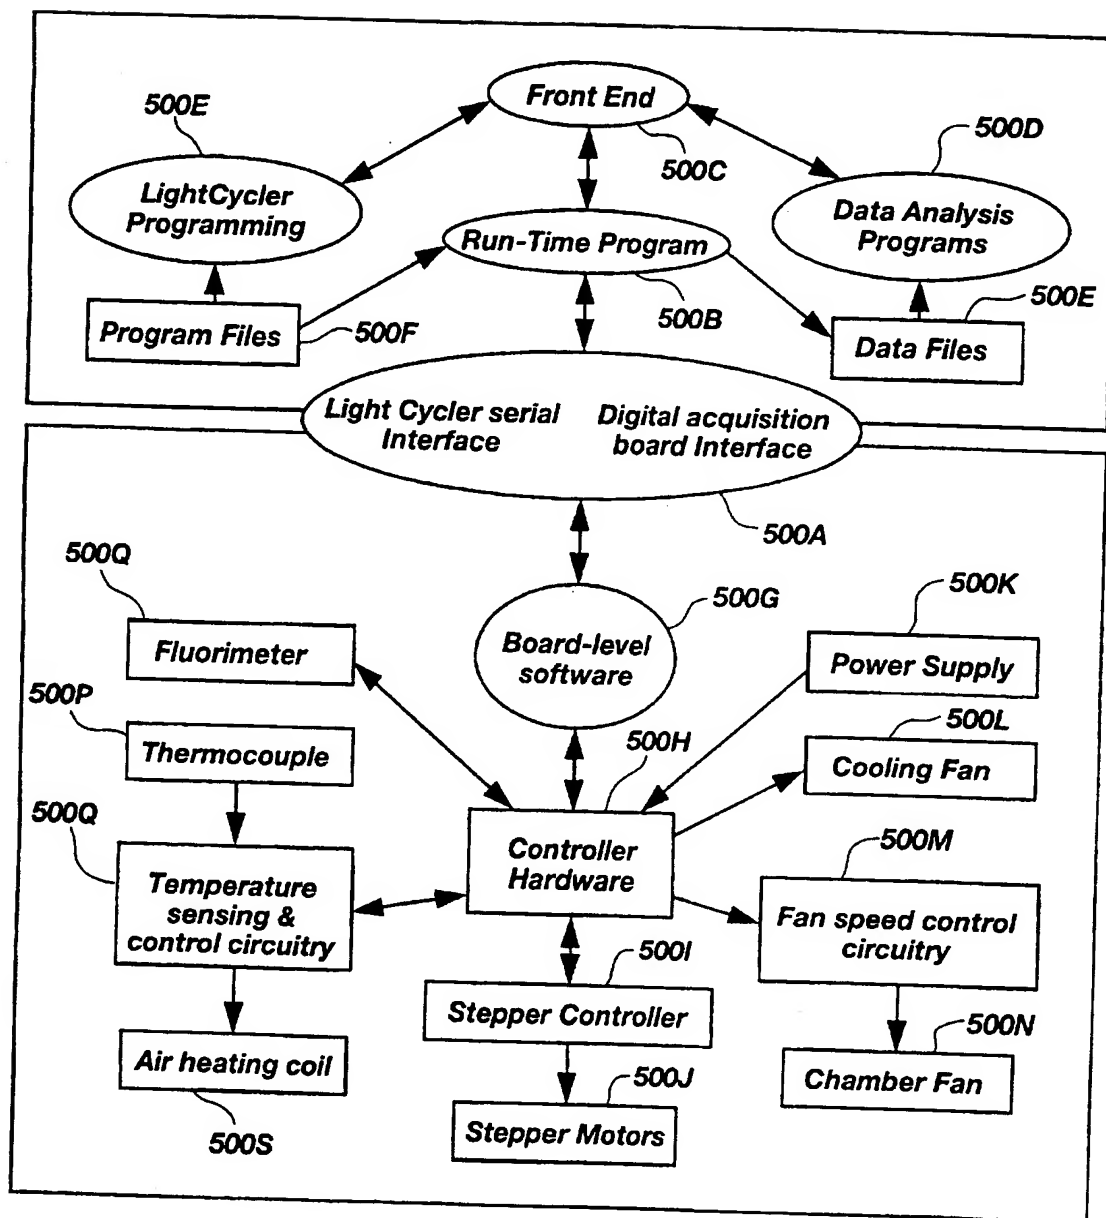 Front End
500E
500C
500D
LightCycler
Programming
Data Analysis
Programs
Run-Time Program
500B
500E
Program Files
500F
Data Files
Light Cycler serial
Interface
Digital acquisition
board Interface
500A
500Q
500G
500K
Fluorimeter
Board-level
software
Power Supply
500P
500H
500L
Thermocouple
Cooling Fan
500Q
500M
Controller
Hardware
Temperature
sensing &
control circuitry
Fan speed control
circuitry
500I
Stepper Controller
500N
Air heating coil
Chamber Fan
500J
500S
Stepper Motors